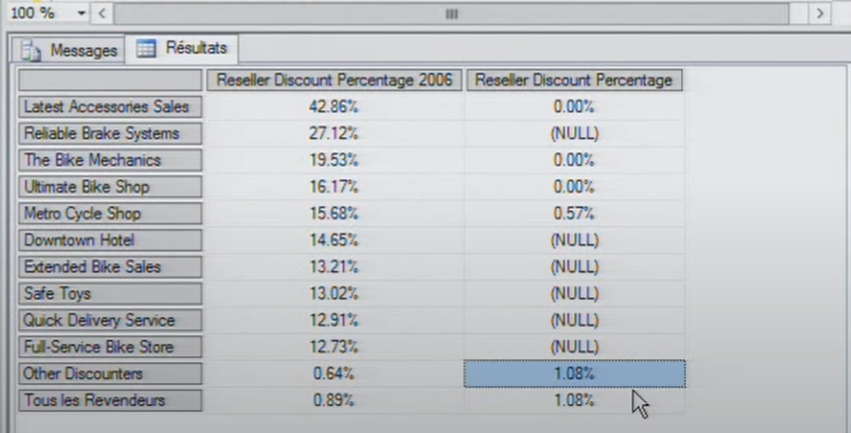 100 %
Messages Résultats
Reseller Discount Percentage 2006 Reseller Discount Percentage
Latest Accessories Sales 42.86% 0.00%
Reliable Brake Systems 27.12% (NULL)
The Bike Mechanics 19.53% 0.00%
Ultimate Bike Shop 16.17% 0.00%
Metro Cycle Shop 15.68% 0.57%
Downtown Hotel 14.65% (NULL)
Extended Bike Sales 13.21% (NULL)
Safe Toys 13.02% (NULL)
Quick Delivery Service 12.91% (NULL)
Full-Service Bike Store 12.73% (NULL)
Other Discounters 0.64% 1.08%
Tous les Revendeurs 0.89% 1.08%